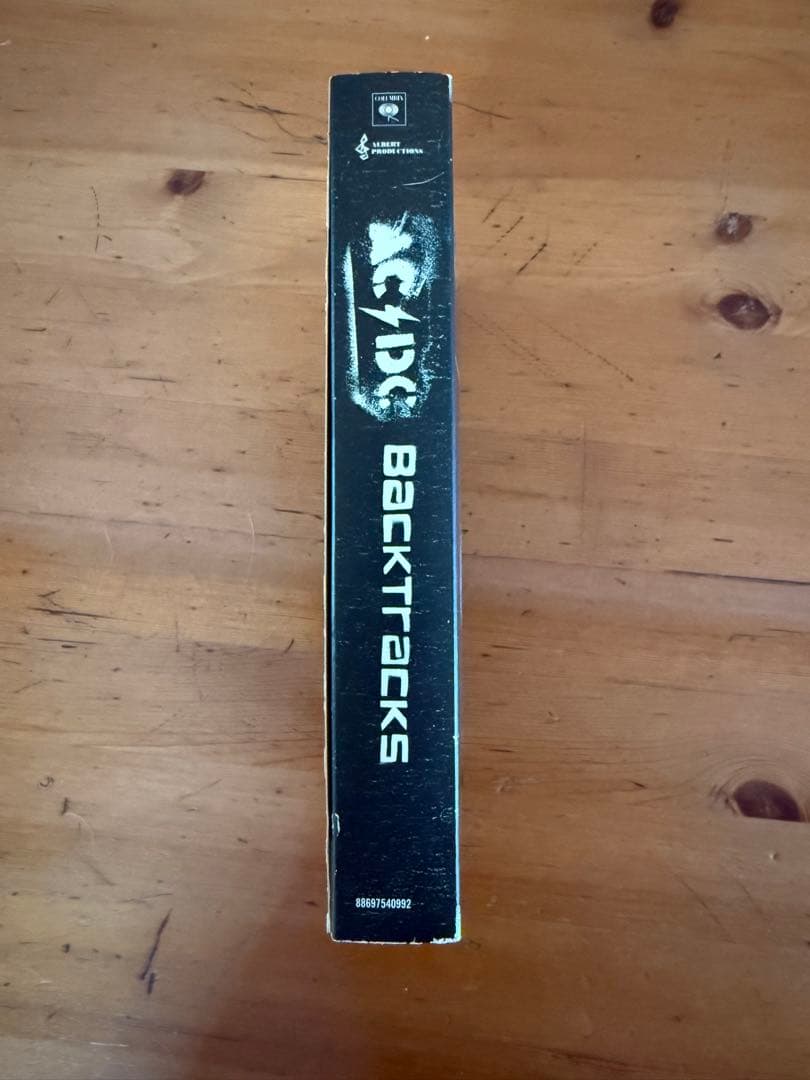 COLUMBIA
ALBERT
PRODUCTIONS
AC/DC
BACKTRACKS
88697540992